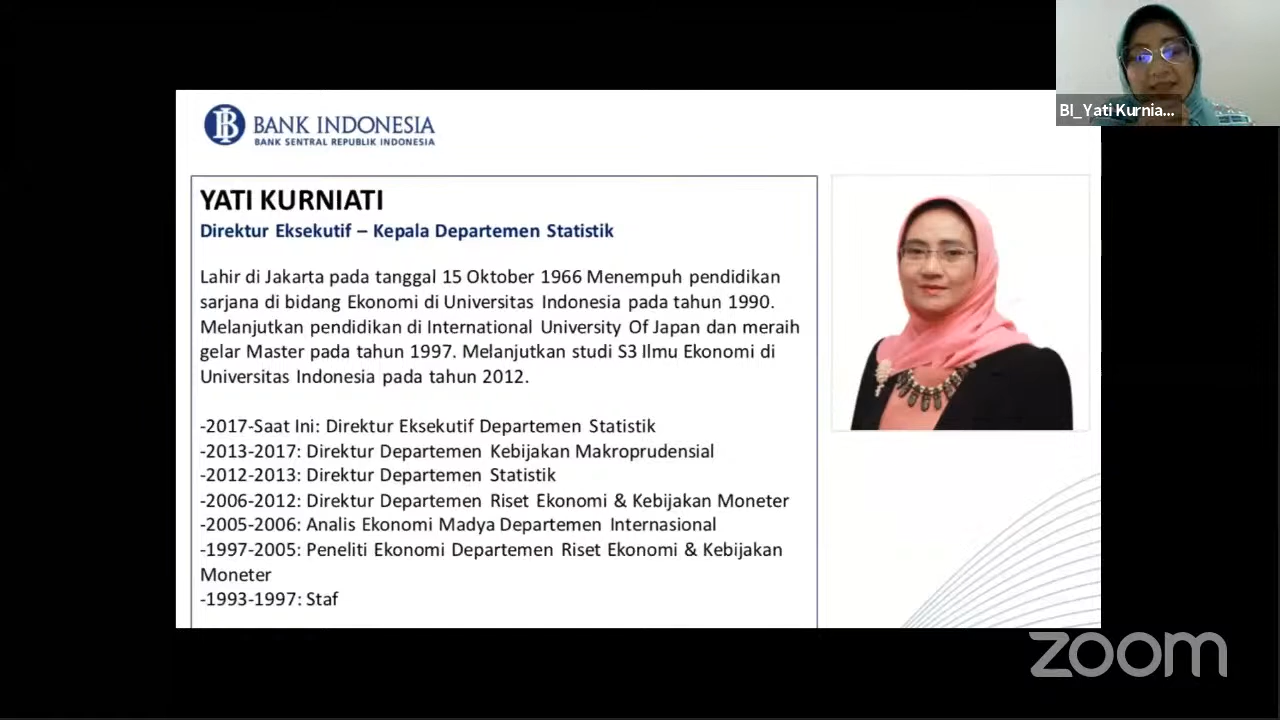 BI_Yati Kurnia...
BANK INDONESIA
BANK SENTRAL REPUBLIK INDONESIA
YATI KURNIATI
Direktur Eksekutif – Kepala Departemen Statistik
Lahir di Jakarta pada tanggal 15 Oktober 1966 Menempuh pendidikan
sarjana di bidang Ekonomi di Universitas Indonesia pada tahun 1990.
Melanjutkan pendidikan di International University Of Japan dan meraih
gelar Master pada tahun 1997. Melanjutkan studi S3 Ilmu Ekonomi di
Universitas Indonesia pada tahun 2012.
-2017-Saat Ini: Direktur Eksekutif Departemen Statistik
-2013-2017: Direktur Departemen Kebijakan Makroprudensial
-2012-2013: Direktur Departemen Statistik
-2006-2012: Direktur Departemen Riset Ekonomi & Kebijakan Moneter
-2005-2006: Analis Ekonomi Madya Departemen Internasional
-1997-2005: Peneliti Ekonomi Departemen Riset Ekonomi & Kebijakan
Moneter
-1993-1997: Staf
zoom